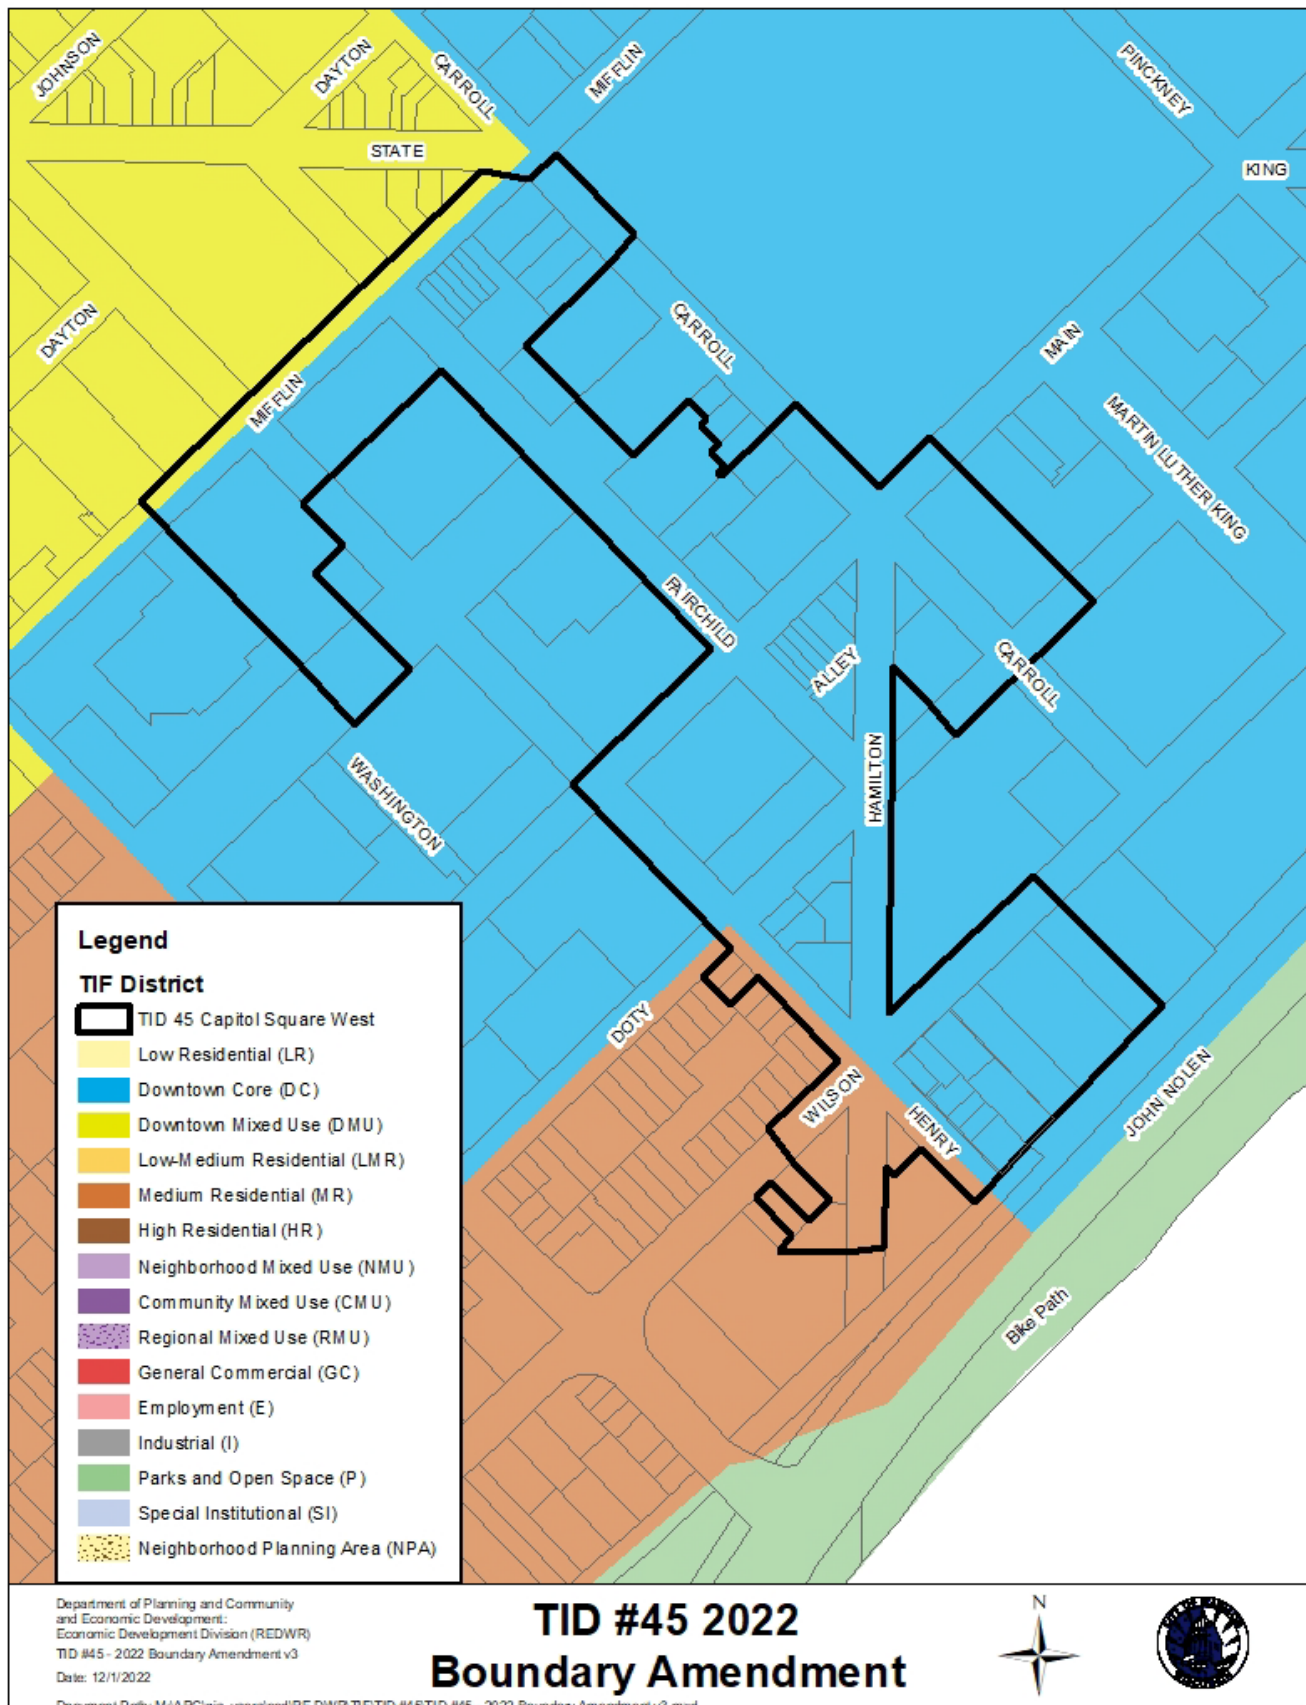 JOHNSON
DAYTON
CARROLL
MIFFLIN
PINCKNEY
STATE
KING
DAYTON
CARROLL
MAIN
MIFFLIN
MARTIN LUTHER KING
FAIRCHILD
ALLEY
CARROLL
HAMILTON
WASHINGTON
DOTY
WILSON
HENRY
JOHN NOLEN
Bike Path
Legend
TIF District
TID 45 Capitol Square West
Low Residential (LR)
Downtown Core (DC)
Downtown Mixed Use (DMU)
Low-Medium Residential (LMR)
Medium Residential (MR)
High Residential (HR)
Neighborhood Mixed Use (NMU)
Community Mixed Use (CMU)
Regional Mixed Use (RMU)
General Commercial (GC)
Employment (E)
Industrial (I)
Parks and Open Space (P)
Special Institutional (SI)
Neighborhood Planning Area (NPA)
Department of Planning and Community
and Economic Development:
Economic Development Division (REDWR)
TID #45 - 2022 Boundary Amendment v3
Date: 12/1/2022
TID #45 2022
Boundary Amendment
N